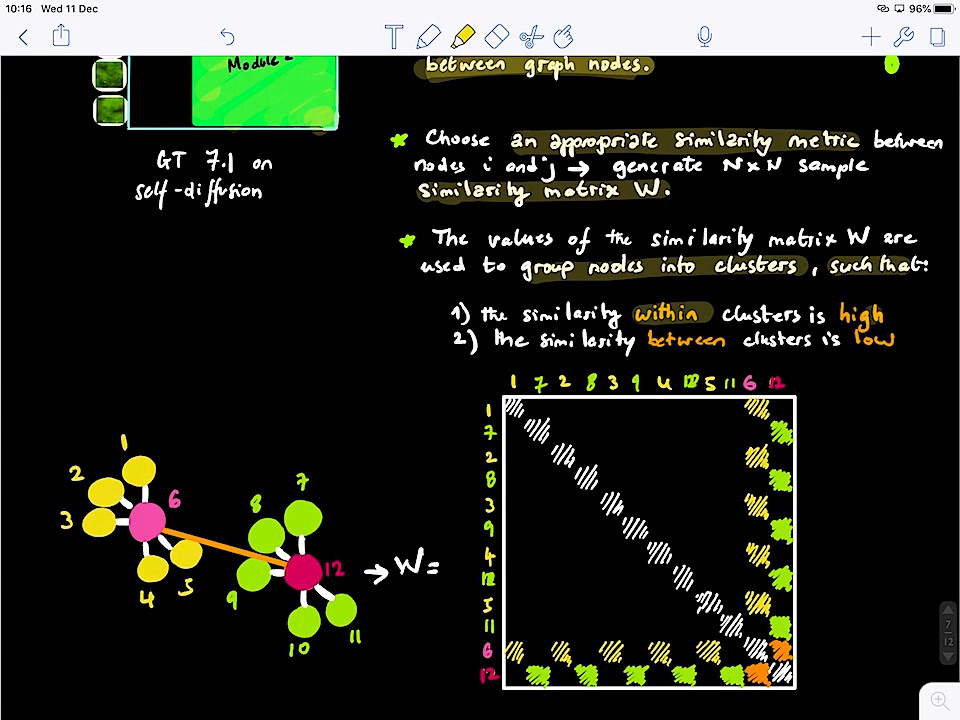 10:16 Wed 11 Dec
96%
T
Module 2
between graph nodes.
GT 7.1 on
self-diffusion
Choose an appropriate similarity metric between
nodes i and j → generate N x N sample
similarity matrix W.
The values of the similarity matrix W are
used to group nodes into clusters, such that:
1) the similarity within clusters is high
2) the similarity between clusters is low
1 7 2 8 3 9 4 12 5 11 6 12
1
7
2
8
3
9
4
12
5
11
6
12
1
2
3
4
5
6
7
8
9
10
11
12
→ W =
7
12